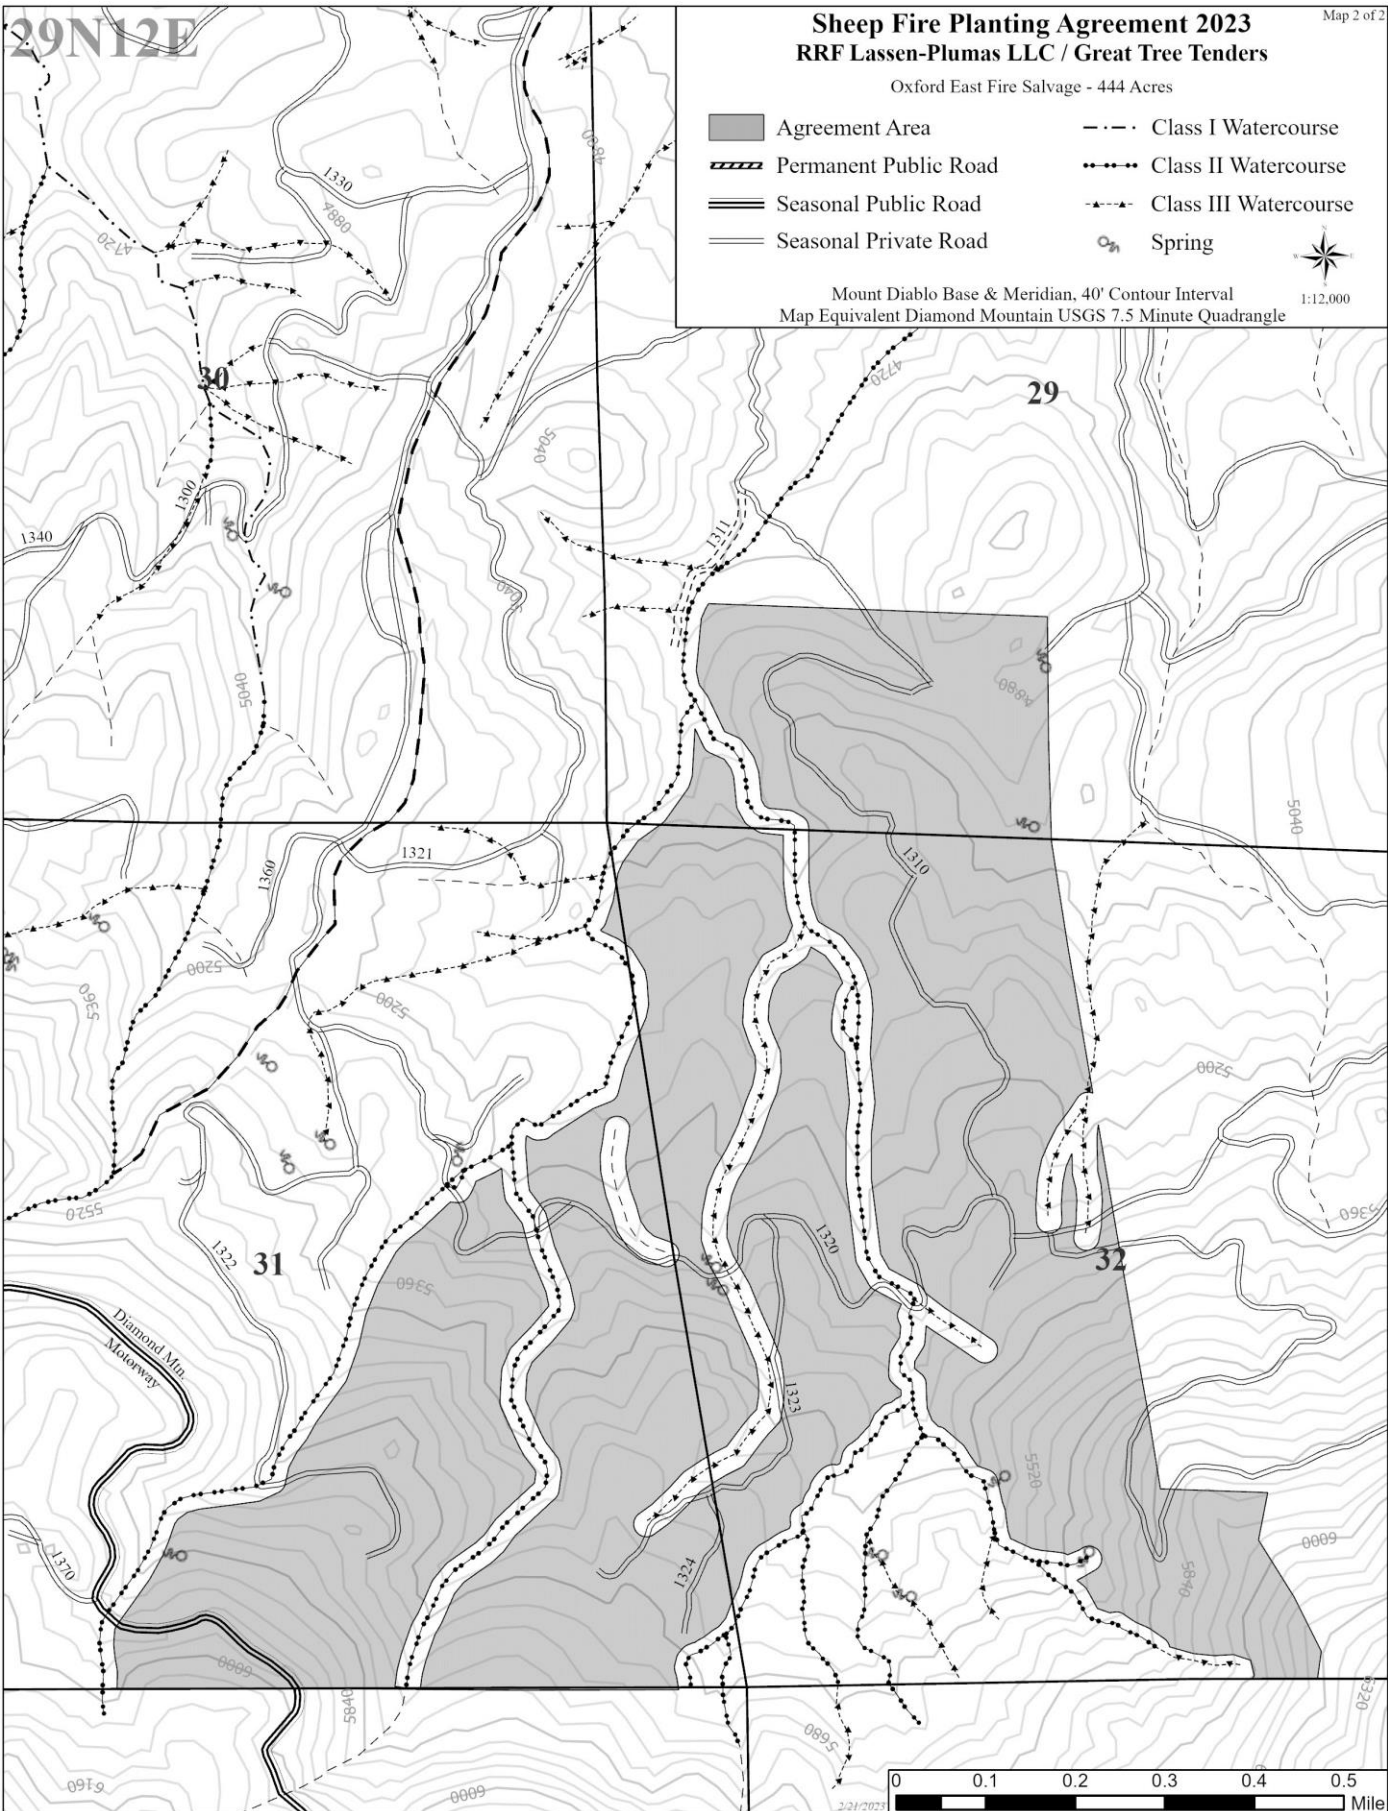 29N12E
Sheep Fire Planting Agreement 2023
Map 2 of 2
RRF Lassen-Plumas LLC / Great Tree Tenders
Oxford East Fire Salvage - 444 Acres
Agreement Area
Class I Watercourse
Permanent Public Road
Class II Watercourse
Seasonal Public Road
Class III Watercourse
Seasonal Private Road
Spring
N
W E
S
Mount Diablo Base & Meridian, 40' Contour Interval
1:12,000
Map Equivalent Diamond Mountain USGS 7.5 Minute Quadrangle
4880
1330
4880
4720
30
4720
29
5040
1300
1340
1311
5040
5040
4880
5040
1321
1310
1360
5200
5360
5200
5200
5520
5360
1322
31
1320
32
5360
Diamond Mtn.
Motorway
1323
5520
1370
1324
5840
6000
6000
5840
5680
6320
6160
6000
2/21/2023
0 0.1 0.2 0.3 0.4 0.5
Mile